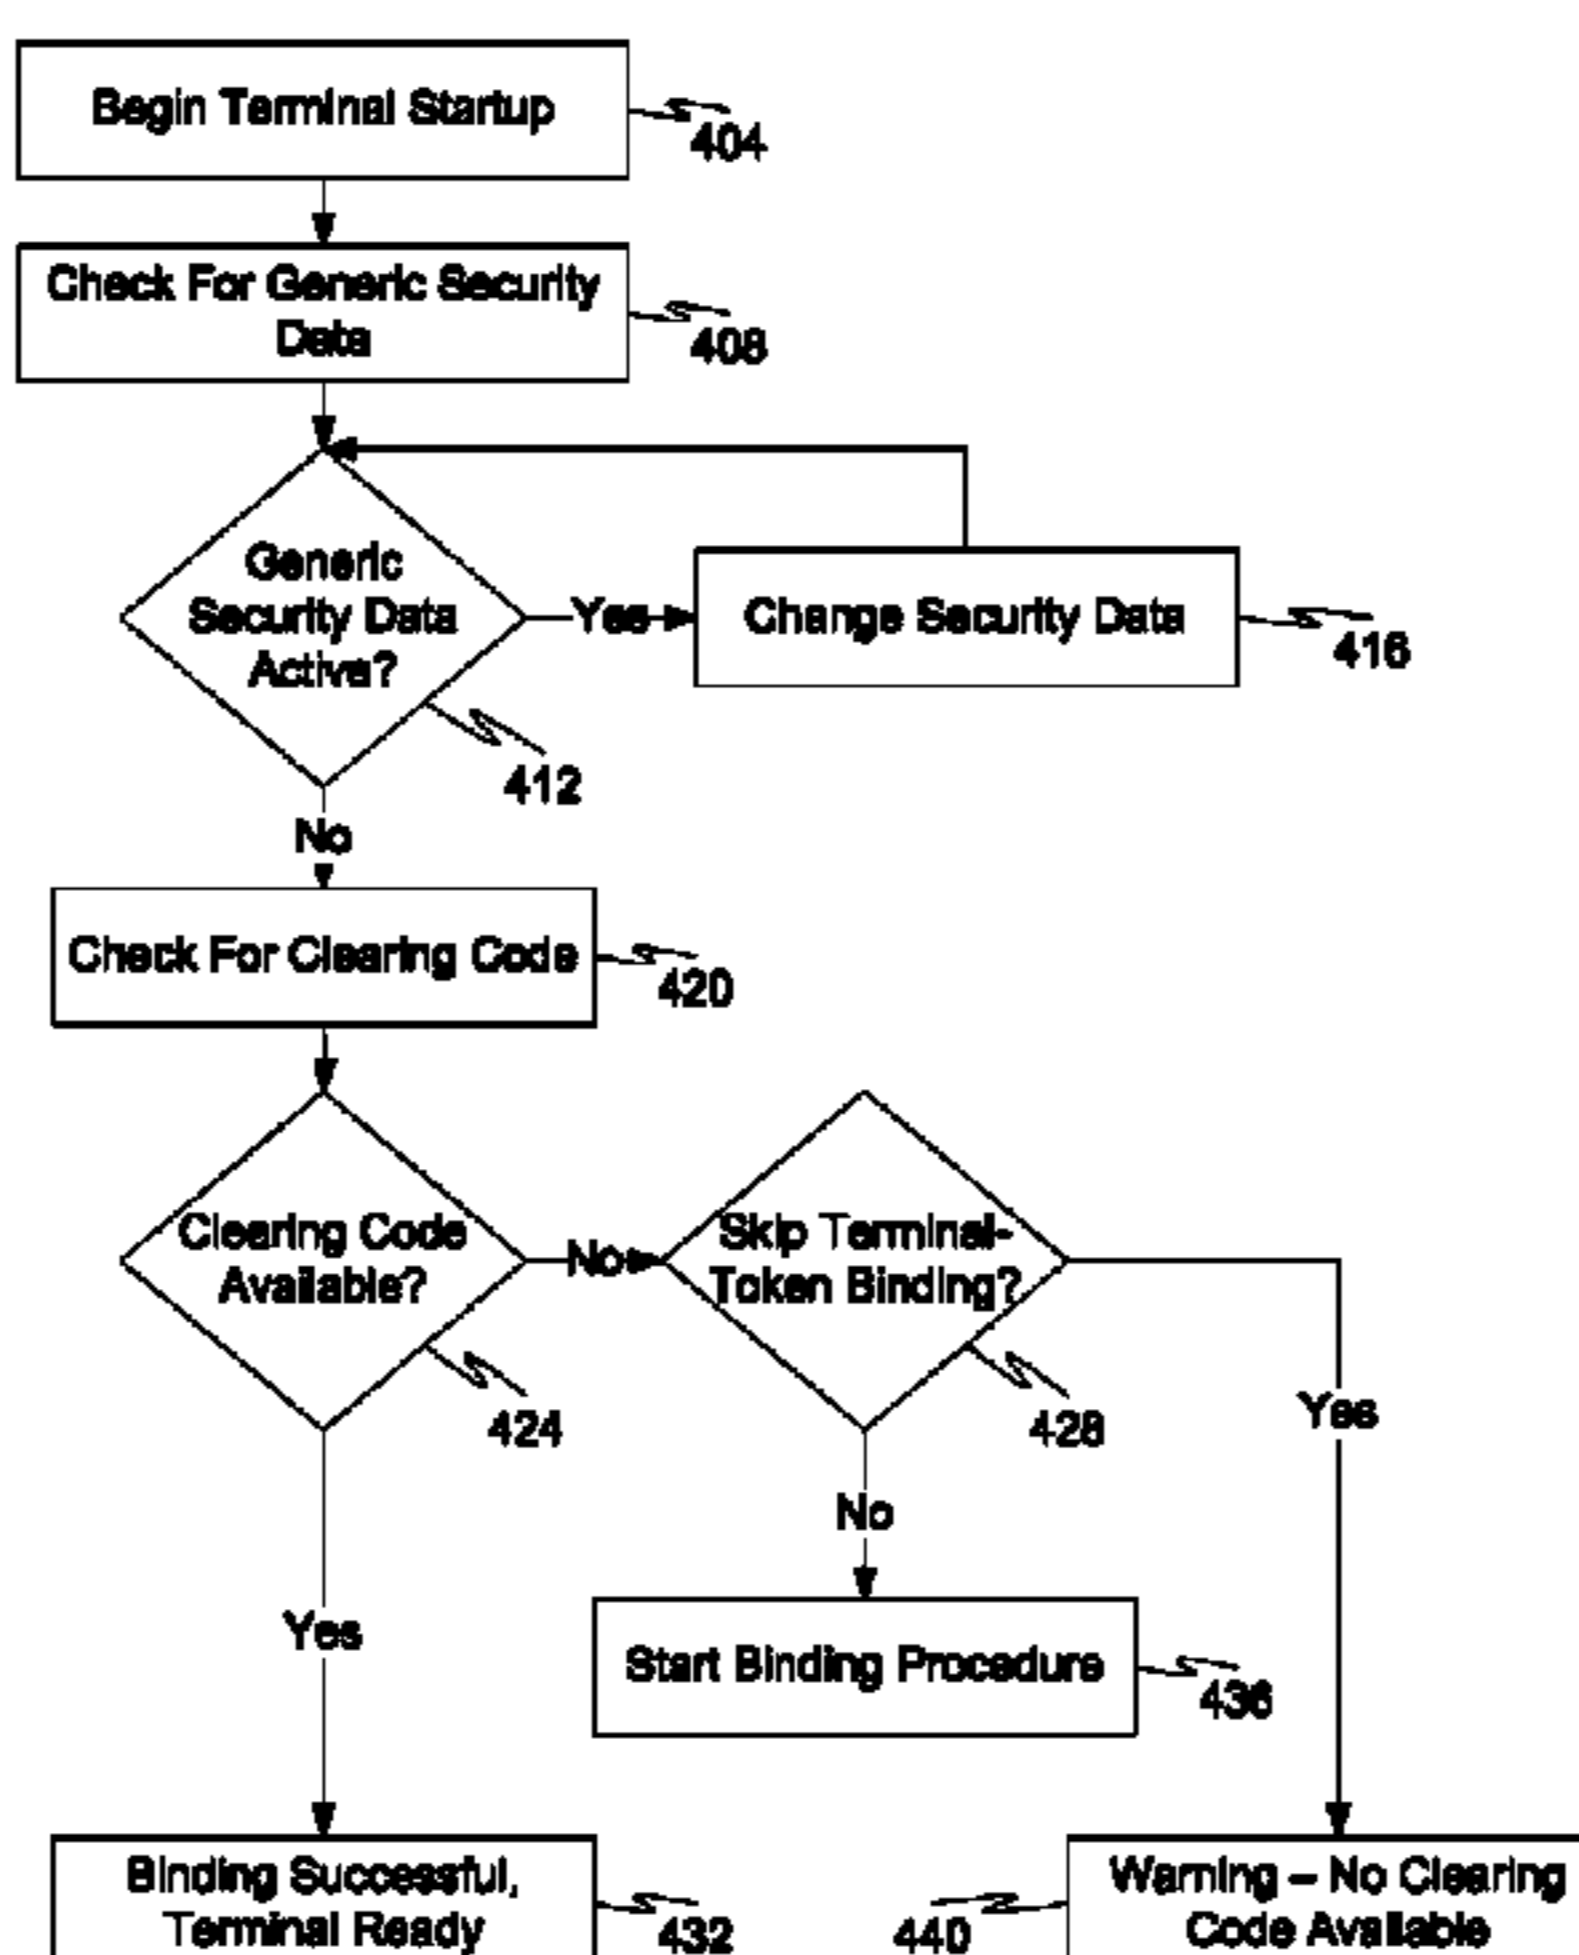 Begin Terminal Startup
404
Check For Generic Security
Data
408
Generic
Security Data
Active?
Yes
Change Security Data
416
412
No
Check For Clearing Code
420
Clearing Code
Available?
No
Skip Terminal-
Token Binding?
424
428
Yes
No
Yes
Start Binding Procedure
436
Binding Successful,
Terminal Ready
432
440
Warning – No Clearing
Code Available